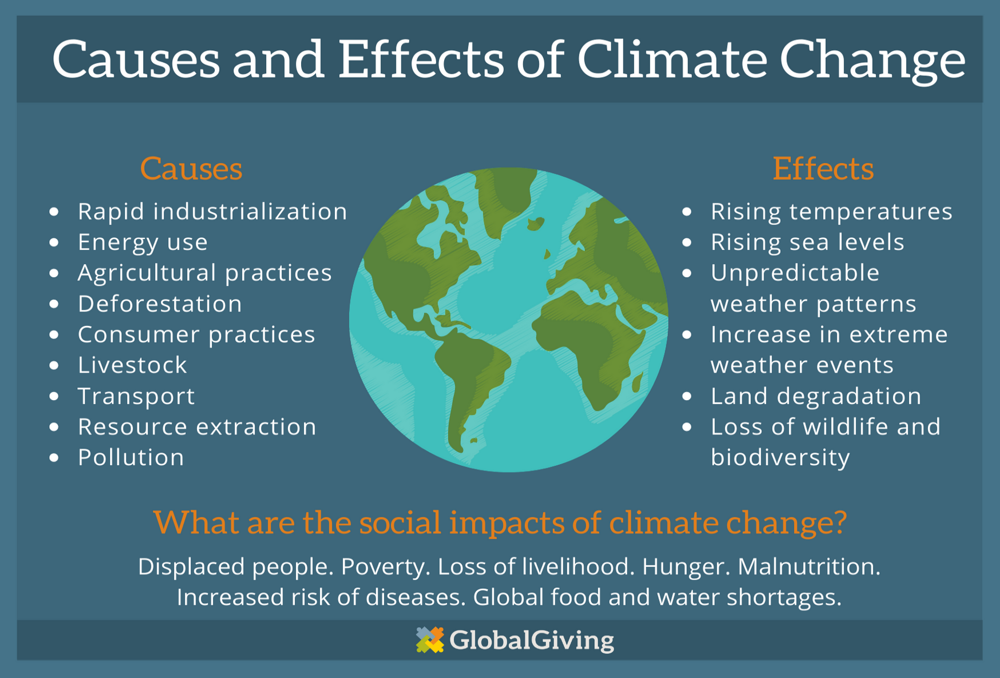 Causes and Effects of Climate Change
Causes
Rapid industrialization
Energy use
Agricultural practices
Deforestation
Consumer practices
Livestock
Transport
Resource extraction
Pollution
Effects
Rising temperatures
Rising sea levels
Unpredictable
weather patterns
Increase in extreme
weather events
Land degradation
Loss of wildlife and
biodiversity
What are the social impacts of climate change?
Displaced people. Poverty. Loss of livelihood. Hunger. Malnutrition.
Increased risk of diseases. Global food and water shortages.
GlobalGiving